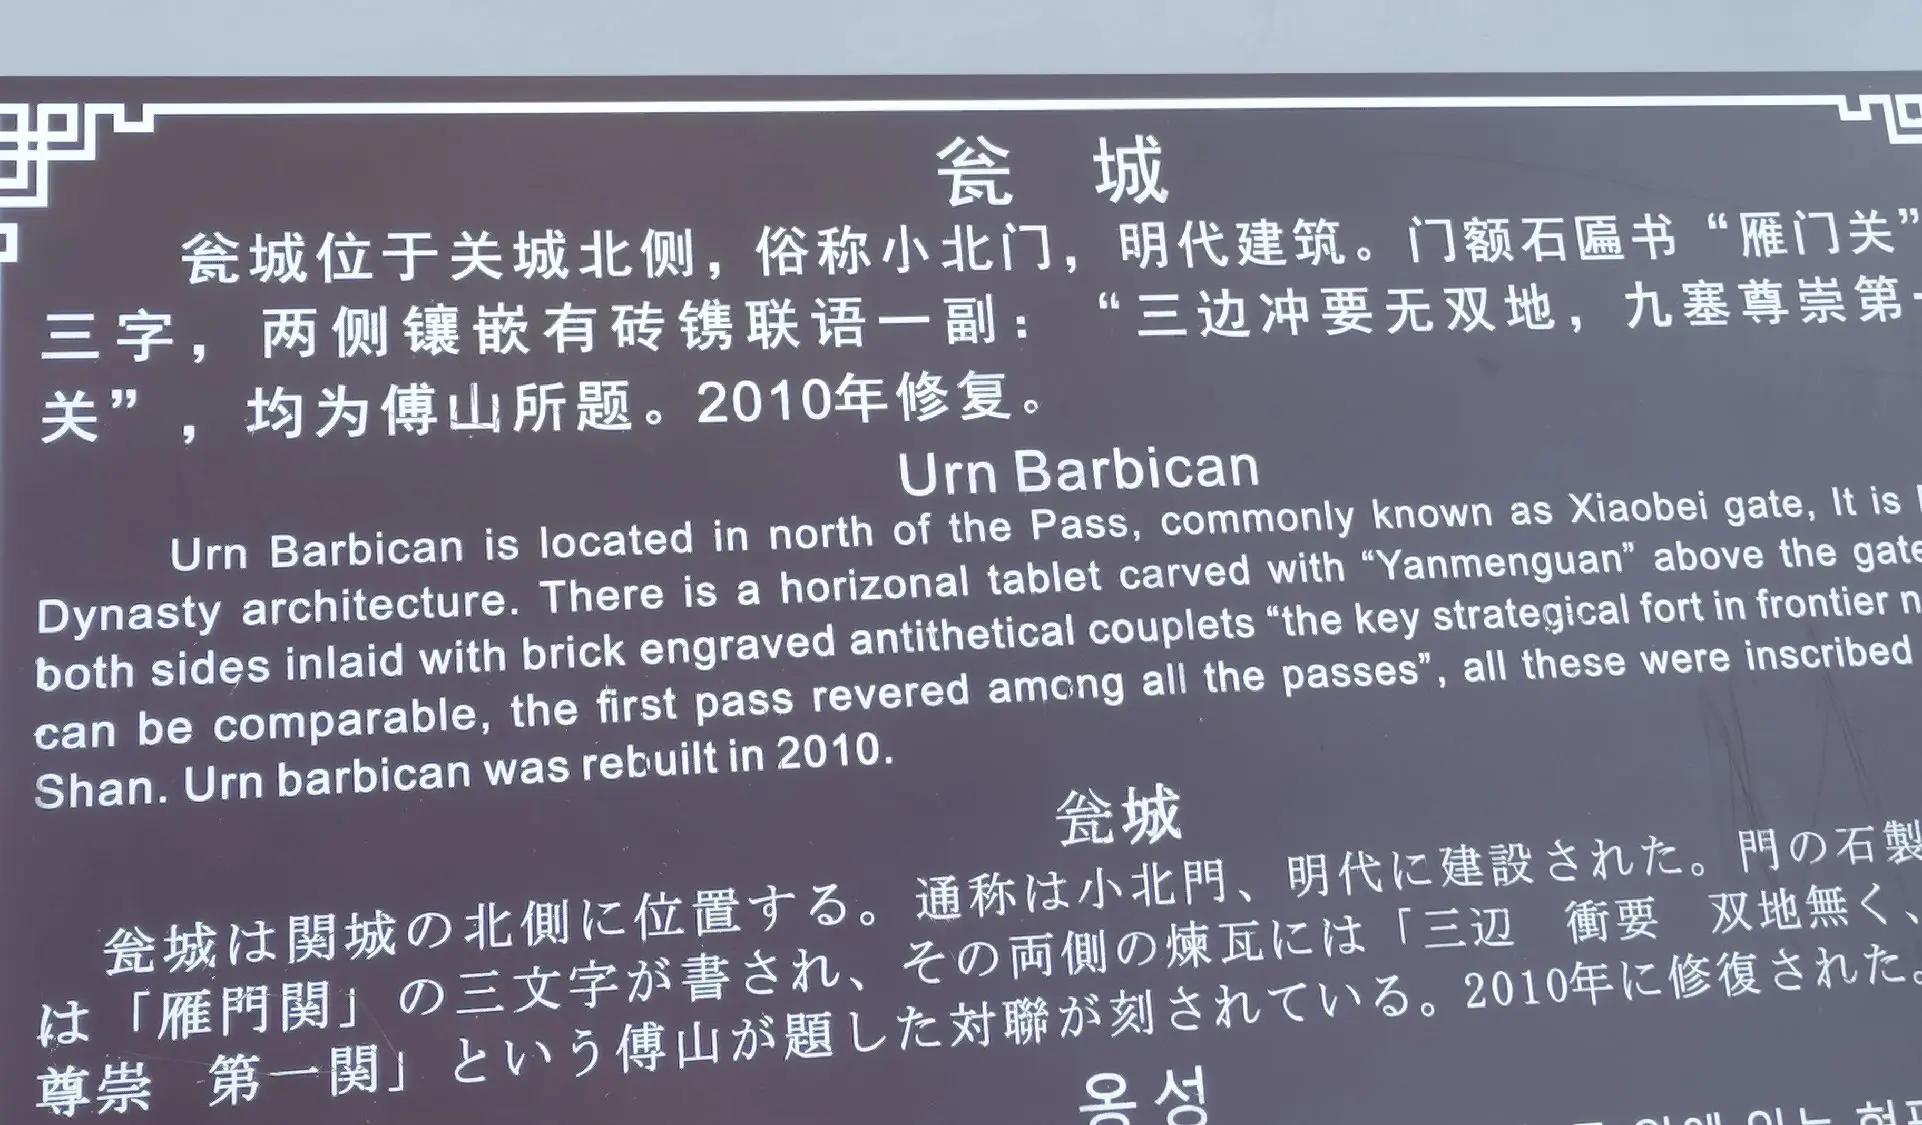 瓮 城
瓮城位于关城北侧，俗称小北门，明代建筑。门额石匾书“雁门关”
三字，两侧镶嵌有砖镌联语一副：“三边冲要无双地，九塞尊崇第一
关”，均为傅山所题。2010年修复。
Urn Barbican
Urn Barbican is located in north of the Pass, commonly known as Xiaobei gate, It is
Dynasty architecture. There is a horizonal tablet carved with “Yanmenguan” above the gate
both sides inlaid with brick engraved antithetical couplets “the key strategical fort in frontier
can be comparable, the first pass revered among all the passes”, all these were inscribed
Shan. Urn barbican was rebuilt in 2010.
瓮城
瓮城は関城の北側に位置する。通称は小北門、明代に建設された。門の石製
は「雁門関」の三文字が書され、その両側の煉瓦には「三辺 衝要 双地無く、
尊崇 第一関」という傅山が題した対聯が刻されている。2010年に修復された。
옹성